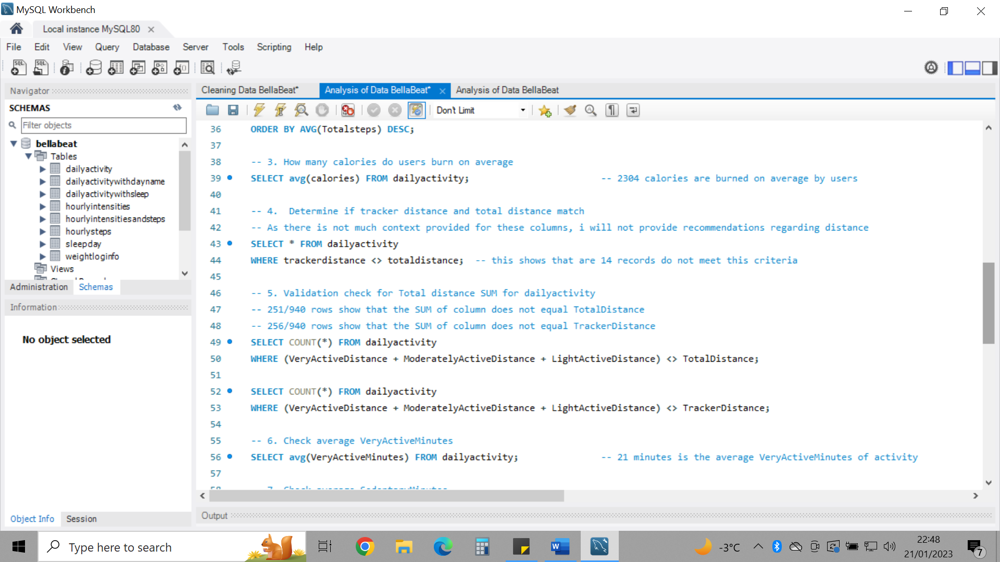 MySQL Workbench
Local instance MySQL80
File Edit View Query Database Server Tools Scripting Help
Navigator
SCHEMAS
Filter objects
bellabeat
Tables
dailyactivity
dailyactivitywithdayname
dailyactivitywithsleep
hourlyintensities
hourlyintensitiesandsteps
hourlysteps
sleepday
weightloginfo
Views
Administration Schemas
Information
No object selected
Object Info Session
Cleaning Data BellaBeat* Analysis of Data BellaBeat* Analysis of Data BellaBeat
Don't Limit
36 ORDER BY AVG(Totalsteps) DESC;
37
38 -- 3. How many calories do users burn on average
39 SELECT avg(calories) FROM dailyactivity; -- 2304 calories are burned on average by users
40
41 -- 4.  Determine if tracker distance and total distance match
42 -- As there is not much context provided for these columns, i will not provide recommendations regarding distance
43 SELECT * FROM dailyactivity
44 WHERE trackerdistance <> totaldistance;  -- this shows that are 14 records do not meet this criteria
45
46 -- 5. Validation check for Total distance SUM for dailyactivity
47 -- 251/940 rows show that the SUM of column does not equal TotalDistance
48 -- 256/940 rows show that the SUM of column does not equal TrackerDistance
49 SELECT COUNT(*) FROM dailyactivity
50 WHERE (VeryActiveDistance + ModeratelyActiveDistance + LightActiveDistance) <> TotalDistance;
51
52 SELECT COUNT(*) FROM dailyactivity
53 WHERE (VeryActiveDistance + ModeratelyActiveDistance + LightActiveDistance) <> TrackerDistance;
54
55 -- 6. Check average VeryActiveMinutes
56 SELECT avg(VeryActiveMinutes) FROM dailyactivity; -- 21 minutes is the average VeryActiveMinutes of activity
57
Output
Type here to search
-3°C
22:48
21/01/2023
7